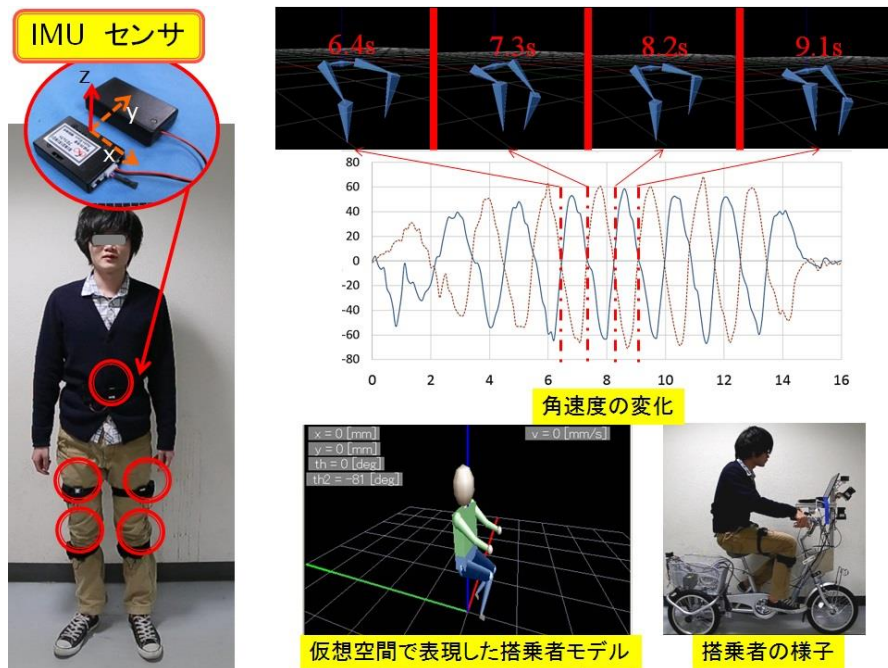 IMU センサ
z
y
x
6.4s
7.3s
8.2s
9.1s
80
60
40
20
0
-20
-40
-60
-80
0
2
4
6
8
10
12
14
16
角速度の変化
x = 0 [mm]
y = 0 [mm]
th = 0 [deg]
th2 = -81 [deg]
v = 0 [mm/s]
仮想空間で表現した搭乗者モデル
搭乗者の様子